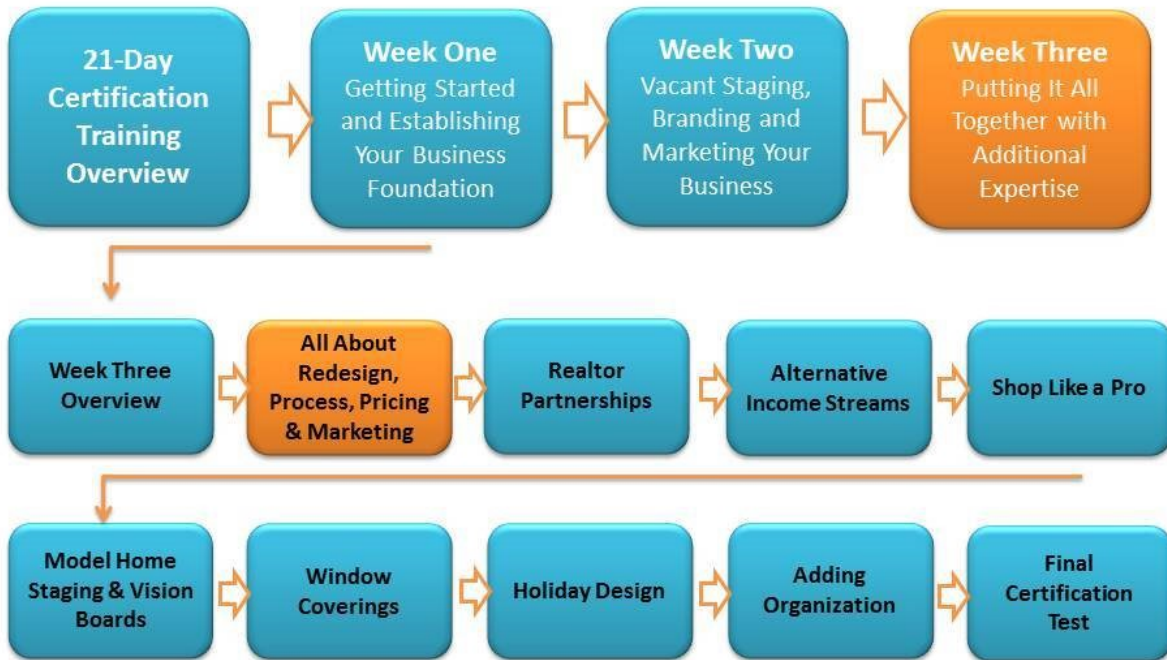 21-Day
Certification
Training
Overview
Week One
Getting Started
and Establishing
Your Business
Foundation
Week Two
Vacant Staging,
Branding and
Marketing Your
Business
Week Three
Putting It All
Together with
Additional
Expertise
Week Three
Overview
All About
Redesign,
Process, Pricing
& Marketing
Realtor
Partnerships
Alternative
Income Streams
Shop Like a Pro
Model Home
Staging & Vision
Boards
Window
Coverings
Holiday Design
Adding
Organization
Final
Certification
Test